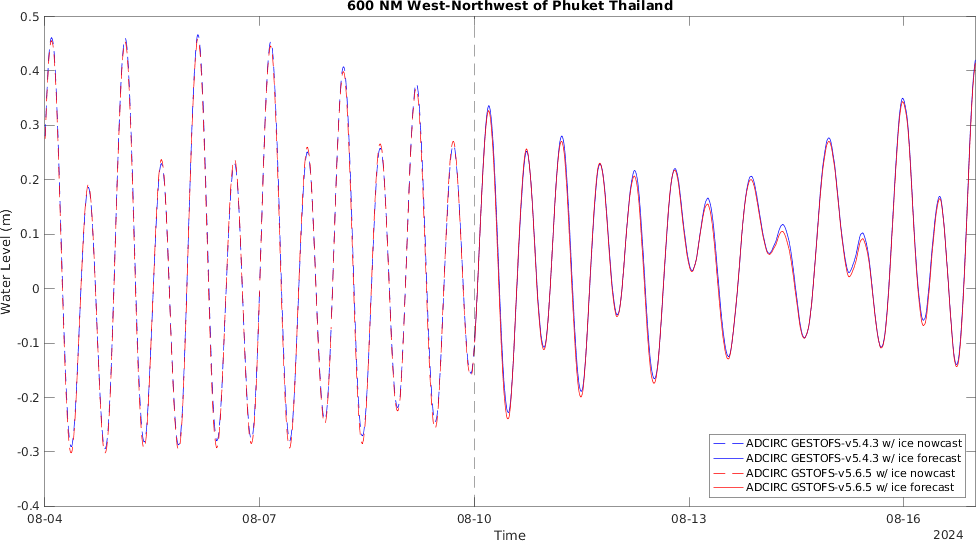 600 NM West-Northwest of Phuket Thailand
0.5
0.4
0.3
0.2
0.1
0
-0.1
-0.2
-0.3
-0.4
Water Level (m)
08-04
08-07
08-10
08-13
08-16
Time
2024
ADCIRC GESTOFS-v5.4.3 w/ ice nowcast
ADCIRC GESTOFS-v5.4.3 w/ ice forecast
ADCIRC GSTOFS-v5.6.5 w/ ice nowcast
ADCIRC GSTOFS-v5.6.5 w/ ice forecast